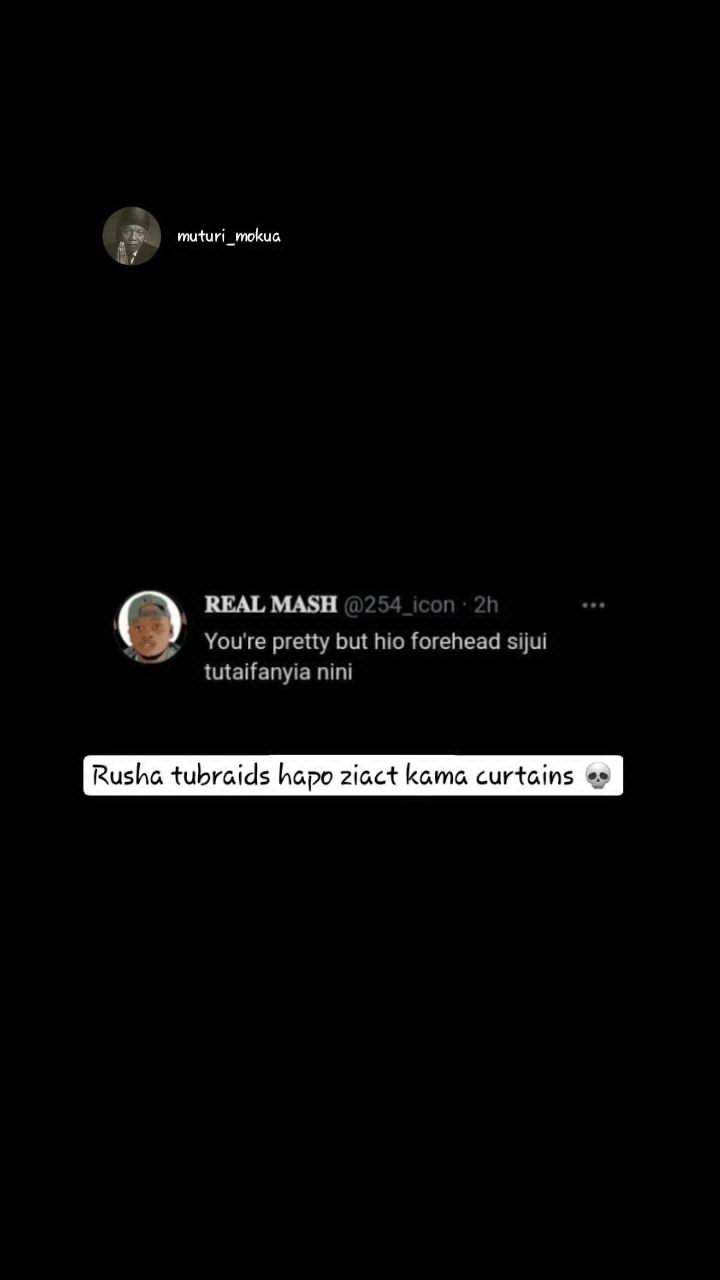 muturi_mokua
REAL MASH @254_icon · 2h
You're pretty but hio forehead sijui
tutaifanyia nini
Rusha tubraids hapo ziact kama curtains 💀